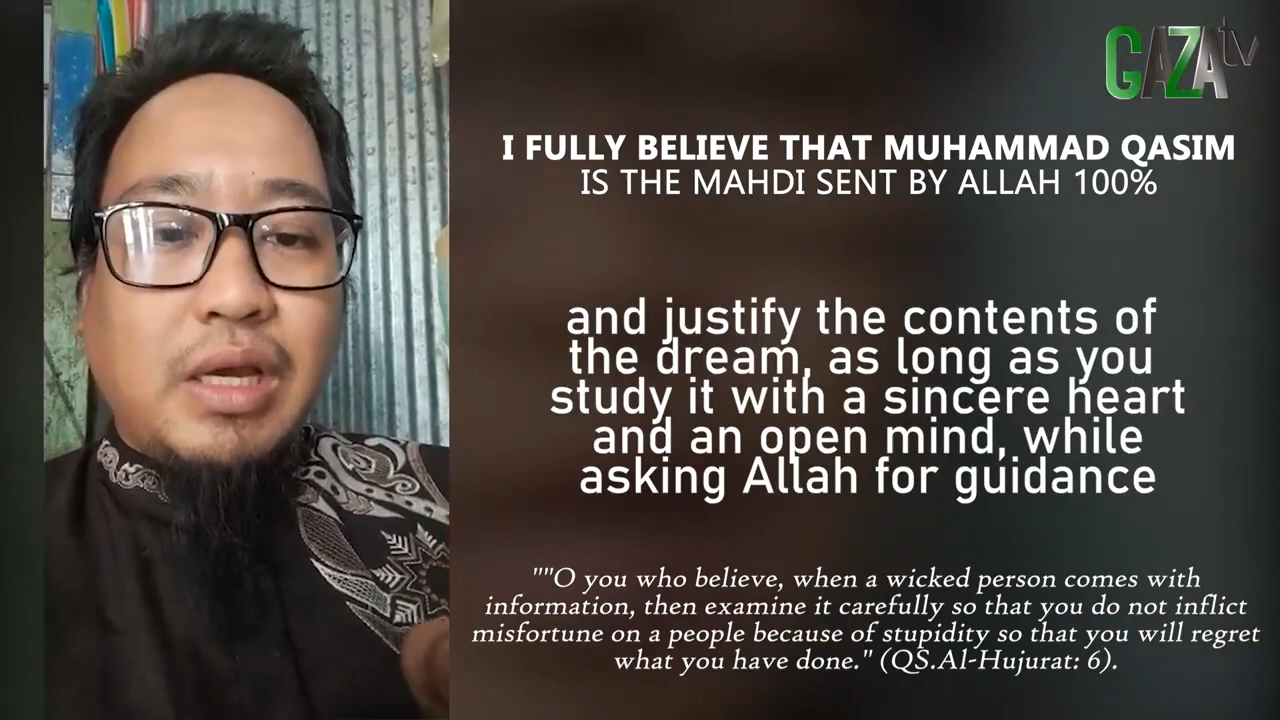 GAZA tv
I FULLY BELIEVE THAT MUHAMMAD QASIM
IS THE MAHDI SENT BY ALLAH 100%
and justify the contents of
the dream, as long as you
study it with a sincere heart
and an open mind, while
asking Allah for guidance
""O you who believe, when a wicked person comes with
information, then examine it carefully so that you do not inflict
misfortune on a people because of stupidity so that you will regret
what you have done." (QS.Al-Hujurat: 6).